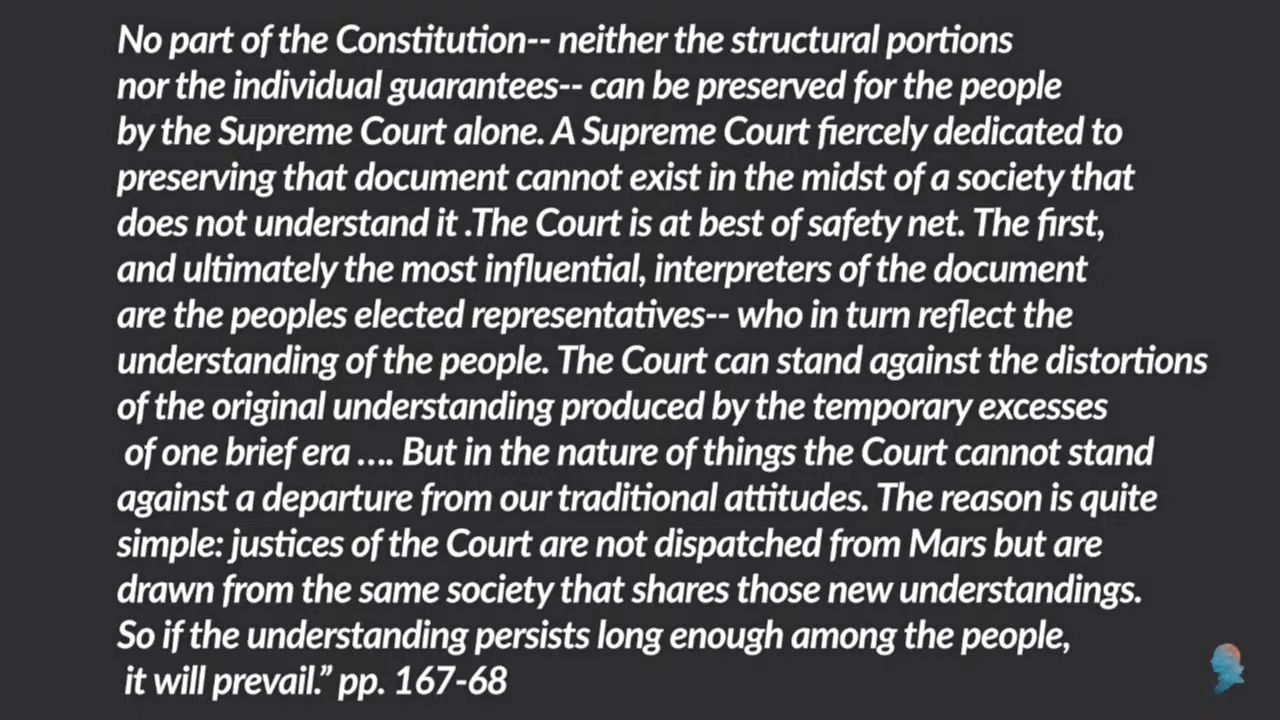 No part of the Constitution-- neither the structural portions
nor the individual guarantees-- can be preserved for the people
by the Supreme Court alone. A Supreme Court fiercely dedicated to
preserving that document cannot exist in the midst of a society that
does not understand it .The Court is at best of safety net. The first,
and ultimately the most influential, interpreters of the document
are the peoples elected representatives-- who in turn reflect the
understanding of the people. The Court can stand against the distortions
of the original understanding produced by the temporary excesses
of one brief era .... But in the nature of things the Court cannot stand
against a departure from our traditional attitudes. The reason is quite
simple: justices of the Court are not dispatched from Mars but are
drawn from the same society that shares those new understandings.
So if the understanding persists long enough among the people,
it will prevail.” pp. 167-68